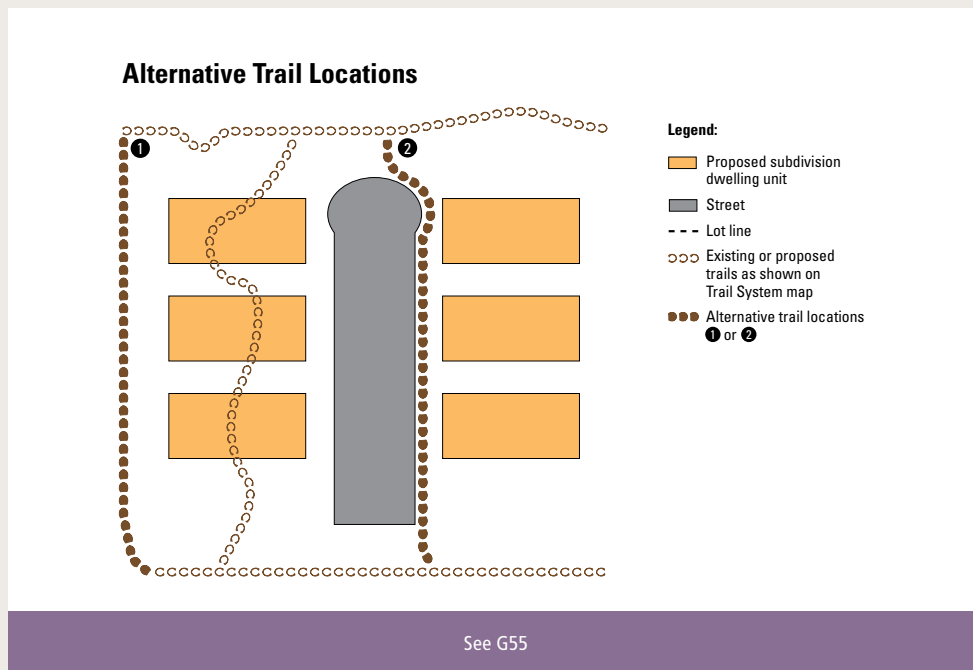 Alternative Trail Locations
1
2
Legend:
Proposed subdivision
dwelling unit
Street
Lot line
Existing or proposed
trails as shown on
Trail System map
Alternative trail locations
1 or 2
See G55